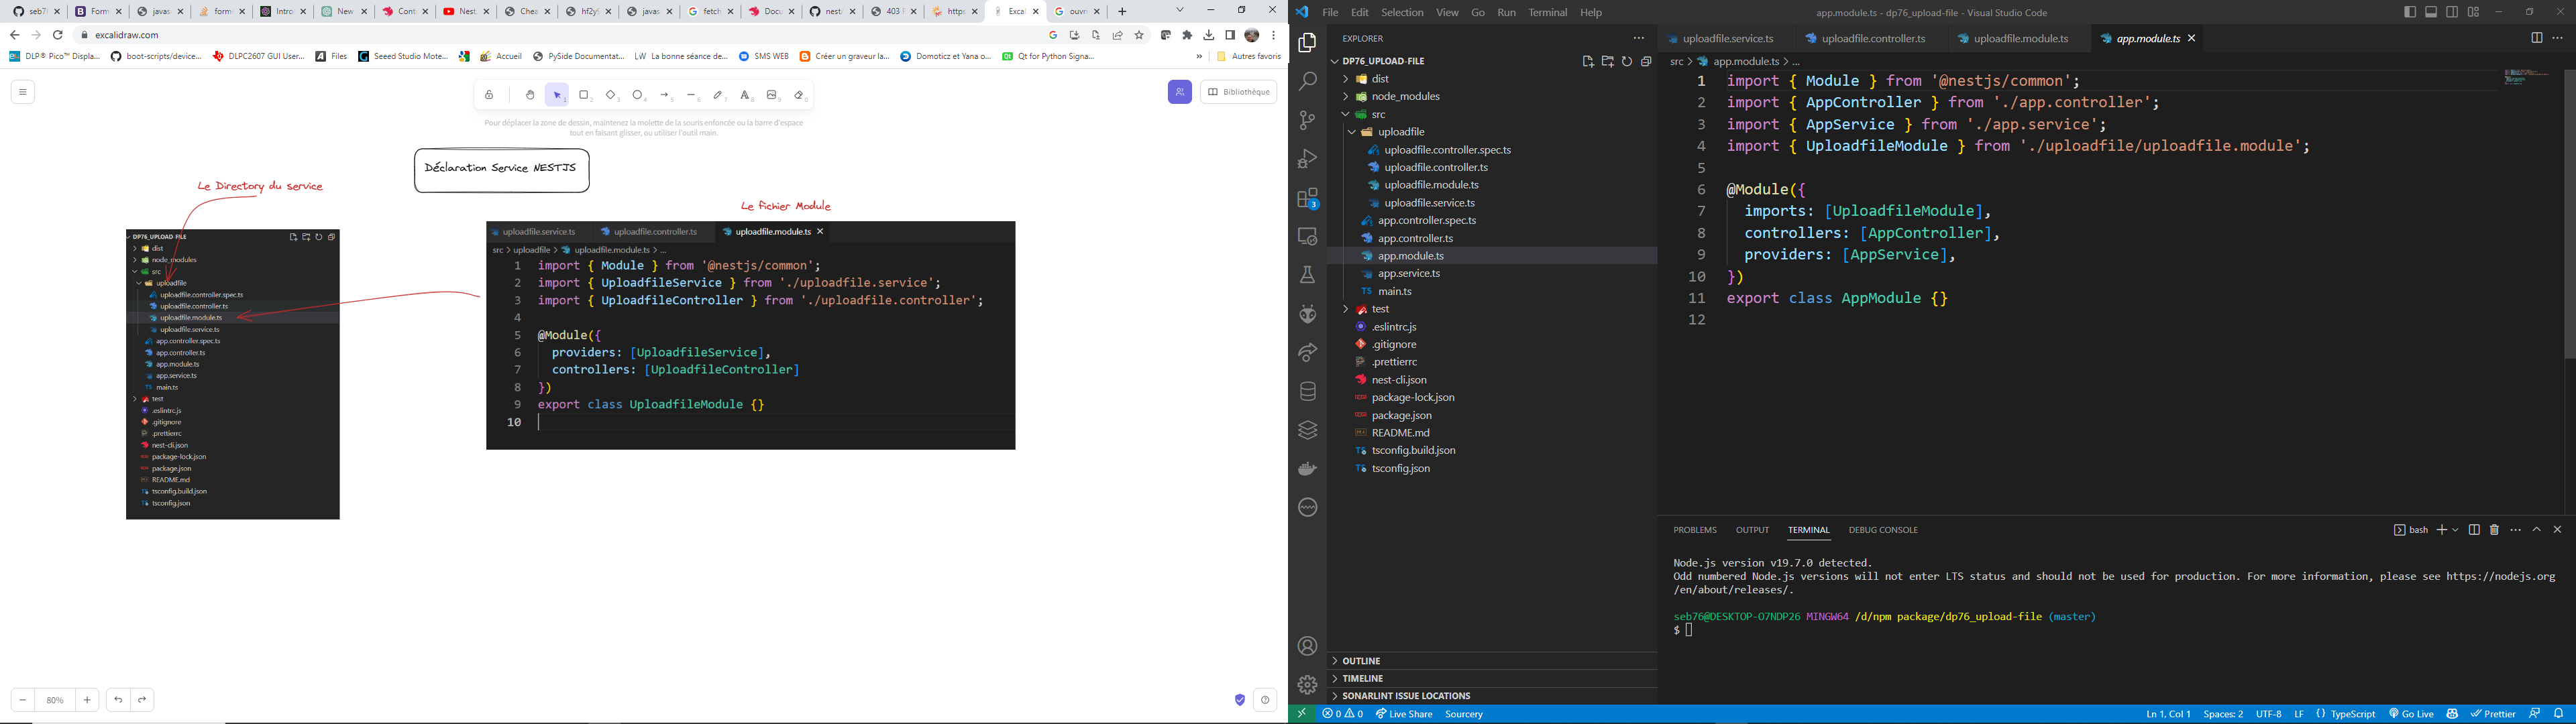 seb7
Form
javas
form
Intro
New
Cont
Nest.
Chea
hf2y
javas
fetch
Docu
nest/
403 F
https
Excal
ouvri
excalidraw.com
DLP® Pico™ Displa...
boot-scripts/device...
DLPC2607 GUI User...
Files
Seeed Studio Mote...
Accueil
PySide Documentat...
LW La bonne séance de...
SMS WEB
Créer un graveur la...
Domoticz et Yana o...
Qt for Python Signa...
»
Autres favoris
Bibliothèque
Pour déplacer la zone de dessin, maintenez la molette de la souris enfoncée ou la barre d'espace
tout en faisant glisser, ou utiliser l'outil main.
Déclaration Service NESTJS
Le Directory du service
Le fichier Module
DP76_UPLOAD-FILE
dist
node_modules
src
uploadfile
uploadfile.controller.spec.ts
uploadfile.controller.ts
uploadfile.module.ts
uploadfile.service.ts
app.controller.spec.ts
app.controller.ts
app.module.ts
app.service.ts
TS main.ts
test
.eslintrc.js
.gitignore
.prettierrc
nest-cli.json
package-lock.json
package.json
README.md
tsconfig.build.json
tsconfig.json
uploadfile.service.ts
uploadfile.controller.ts
uploadfile.module.ts
src > uploadfile > uploadfile.module.ts > ...
1 import { Module } from '@nestjs/common';
2 import { UploadfileService } from './uploadfile.service';
3 import { UploadfileController } from './uploadfile.controller';
4
5 @Module({
6 providers: [UploadfileService],
7 controllers: [UploadfileController]
8 })
9 export class UploadfileModule {}
10
80%
File Edit Selection View Go Run Terminal Help
app.module.ts - dp76_upload-file - Visual Studio Code
EXPLORER
DP76_UPLOAD-FILE
dist
node_modules
src
uploadfile
uploadfile.controller.spec.ts
uploadfile.controller.ts
uploadfile.module.ts
uploadfile.service.ts
app.controller.spec.ts
app.controller.ts
app.module.ts
app.service.ts
TS main.ts
test
.eslintrc.js
.gitignore
.prettierrc
nest-cli.json
package-lock.json
package.json
README.md
tsconfig.build.json
tsconfig.json
3
OUTLINE
TIMELINE
SONARLINT ISSUE LOCATIONS
uploadfile.service.ts
uploadfile.controller.ts
uploadfile.module.ts
app.module.ts
src > app.module.ts > ...
1 import { Module } from '@nestjs/common';
2 import { AppController } from './app.controller';
3 import { AppService } from './app.service';
4 import { UploadfileModule } from './uploadfile/uploadfile.module';
5
6 @Module({
7 imports: [UploadfileModule],
8 controllers: [AppController],
9 providers: [AppService],
10 })
11 export class AppModule {}
12
PROBLEMS OUTPUT TERMINAL DEBUG CONSOLE
bash
Node.js version v19.7.0 detected.
Odd numbered Node.js versions will not enter LTS status and should not be used for production. For more information, please see https://nodejs.org
/en/about/releases/.
seb76@DESKTOP-O7NDP26 MINGW64 /d/npm package/dp76_upload-file (master)
$
0 0 Live Share Sourcery
Ln 1, Col 1 Spaces: 2 UTF-8 LF { } TypeScript Go Live Prettier